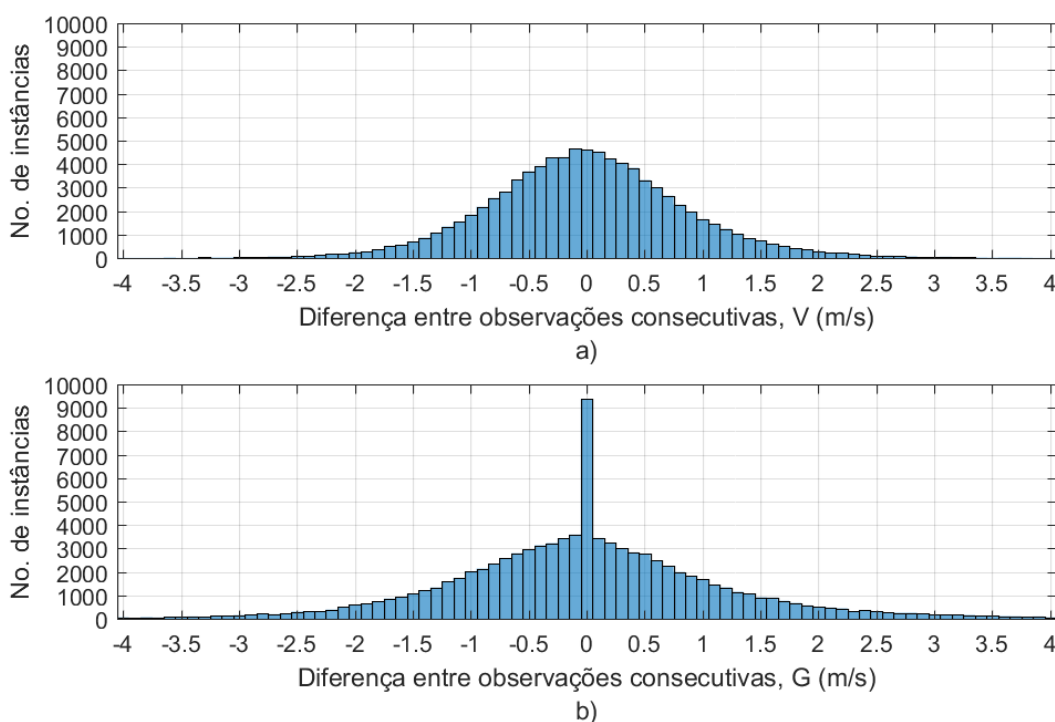 10000
9000
8000
7000
6000
5000
4000
3000
2000
1000
0
No. de instâncias
-4 -3.5 -3 -2.5 -2 -1.5 -1 -0.5 0 0.5 1 1.5 2 2.5 3 3.5 4
Diferença entre observações consecutivas, V (m/s)
a)
10000
9000
8000
7000
6000
5000
4000
3000
2000
1000
0
No. de instâncias
-4 -3.5 -3 -2.5 -2 -1.5 -1 -0.5 0 0.5 1 1.5 2 2.5 3 3.5 4
Diferença entre observações consecutivas, G (m/s)
b)